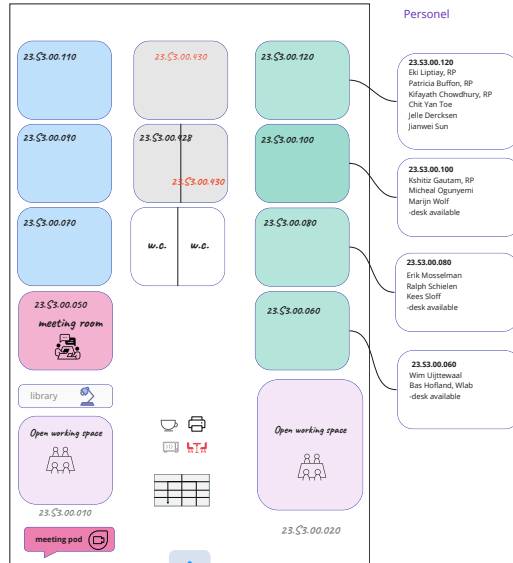 Personel
23.S3.00.110
23.S3.00.430
23.S3.00.120
23.S3.00.120
Eki Liptiay, RP
Patricia Buffon, RP
Kifayath Chowdhury, RP
Chit Yan Toe
Jelle Dercksen
Jianwei Sun
23.S3.00.090
23.S3.00.428
23.S3.00.430
23.S3.00.100
23.S3.00.100
Kshitiz Gautam, RP
Micheal Ogunyemi
Marijn Wolf
-desk available
23.S3.00.070
w.c.
w.c.
23.S3.00.080
23.S3.00.080
Erik Mosselman
Ralph Schielen
Kees Sloff
-desk available
23.S3.00.050
meeting room
23.S3.00.060
23.S3.00.060
Wim Uijttewaal
Bas Hofland, Wlab
-desk available
library
Open working space
Open working space
23.S3.00.010
23.S3.00.020
meeting pod